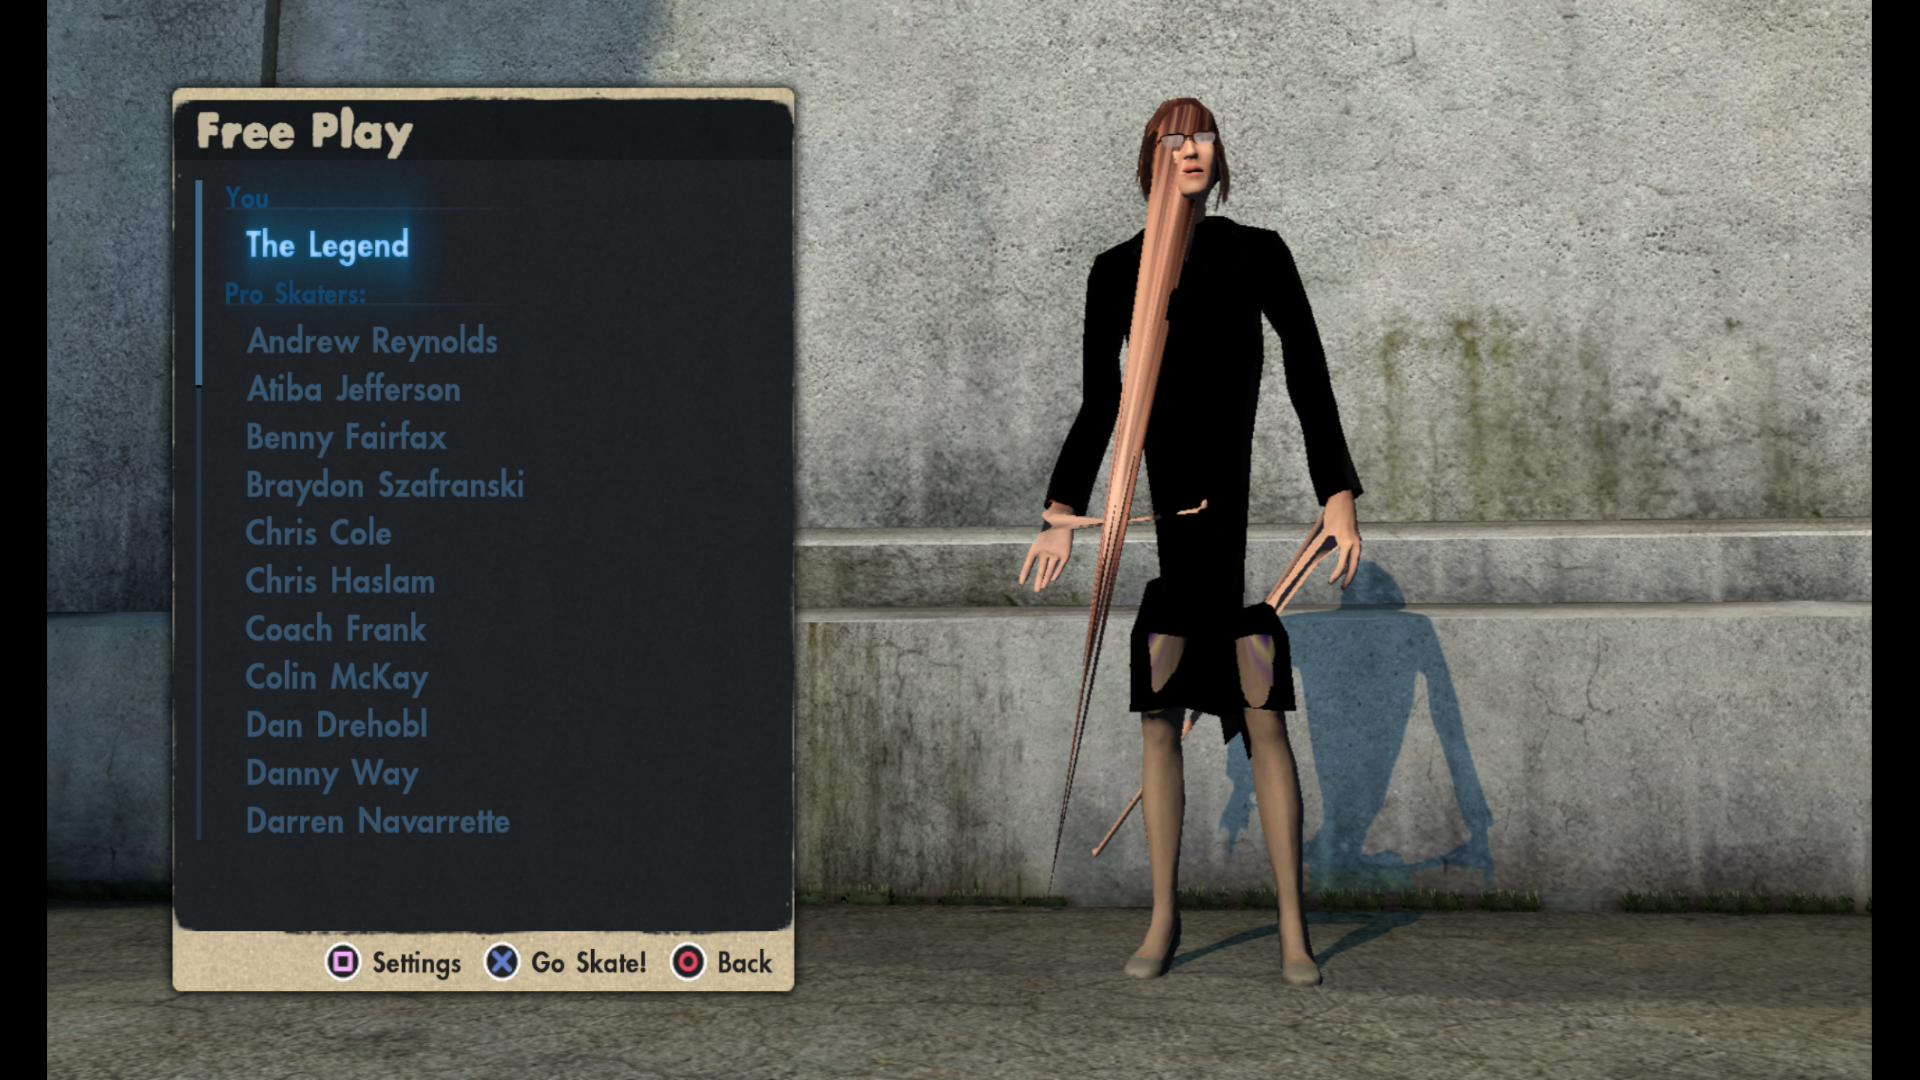 Free Play
You
The Legend
Pro Skaters:
Andrew Reynolds
Atiba Jefferson
Benny Fairfax
Braydon Szafranski
Chris Cole
Chris Haslam
Coach Frank
Colin McKay
Dan Drehobl
Danny Way
Darren Navarrette
Settings Go Skate! Back